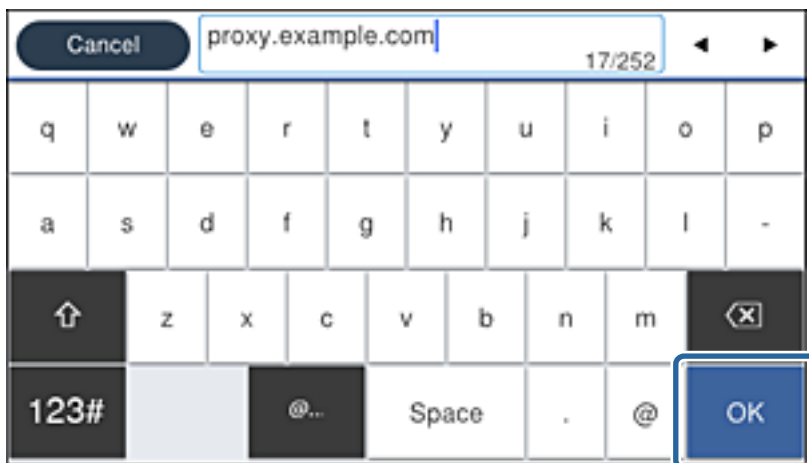 Cancel
proxy.example.com
17/252
q w e r t y u i o p
a s d f g h j k l -
z x c v b n m
123# @... Space . @ OK